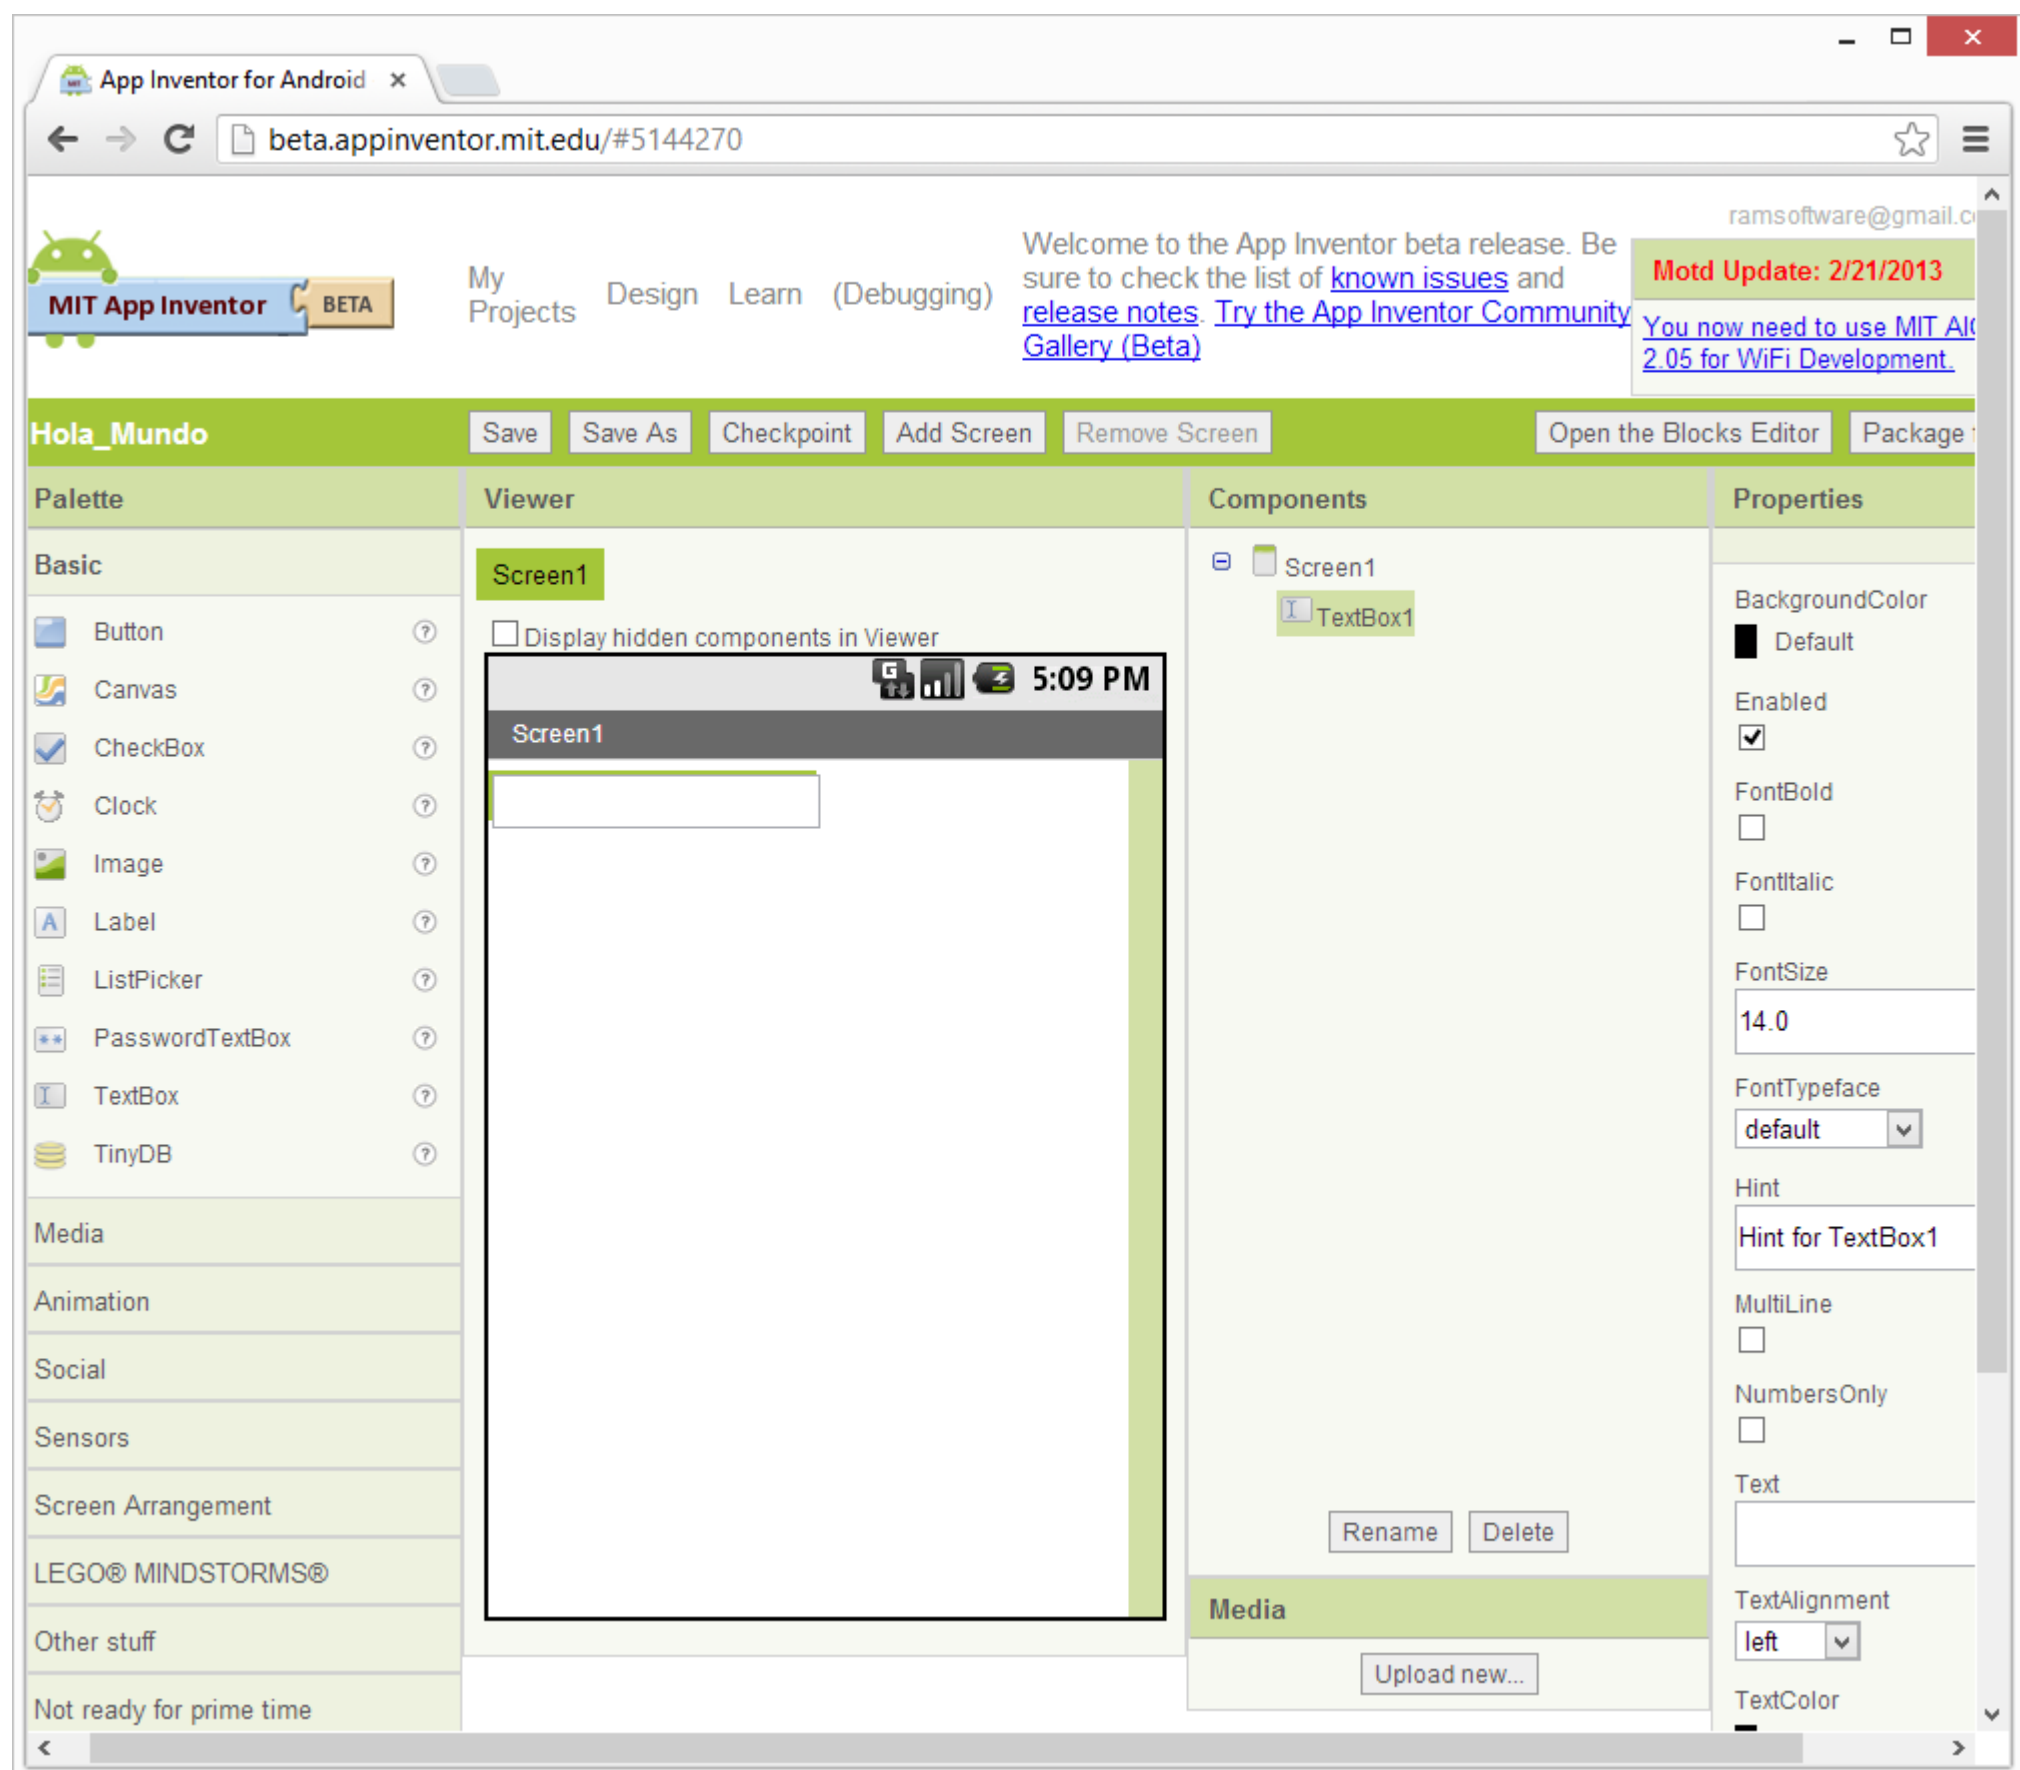 App Inventor for Android
beta.appinventor.mit.edu/#5144270
ramsoftware@gmail.c
MIT App Inventor BETA
My Projects
Design
Learn
(Debugging)
Welcome to the App Inventor beta release. Be
sure to check the list of known issues and
release notes. Try the App Inventor Community
Gallery (Beta)
Motd Update: 2/21/2013
You now need to use MIT AI
2.05 for WiFi Development.
Hola_Mundo
Save
Save As
Checkpoint
Add Screen
Remove Screen
Open the Blocks Editor
Package
Palette
Basic
Button ?
Canvas ?
CheckBox ?
Clock ?
Image ?
Label ?
ListPicker ?
PasswordTextBox ?
TextBox ?
TinyDB ?
Media
Animation
Social
Sensors
Screen Arrangement
LEGO® MINDSTORMS®
Other stuff
Not ready for prime time
Viewer
Screen1
Display hidden components in Viewer
5:09 PM
Screen1
Components
Screen1
TextBox1
Rename
Delete
Media
Upload new...
Properties
BackgroundColor
Default
Enabled
FontBold
FontItalic
FontSize
14.0
FontTypeface
default
Hint
Hint for TextBox1
MultiLine
NumbersOnly
Text
TextAlignment
left
TextColor